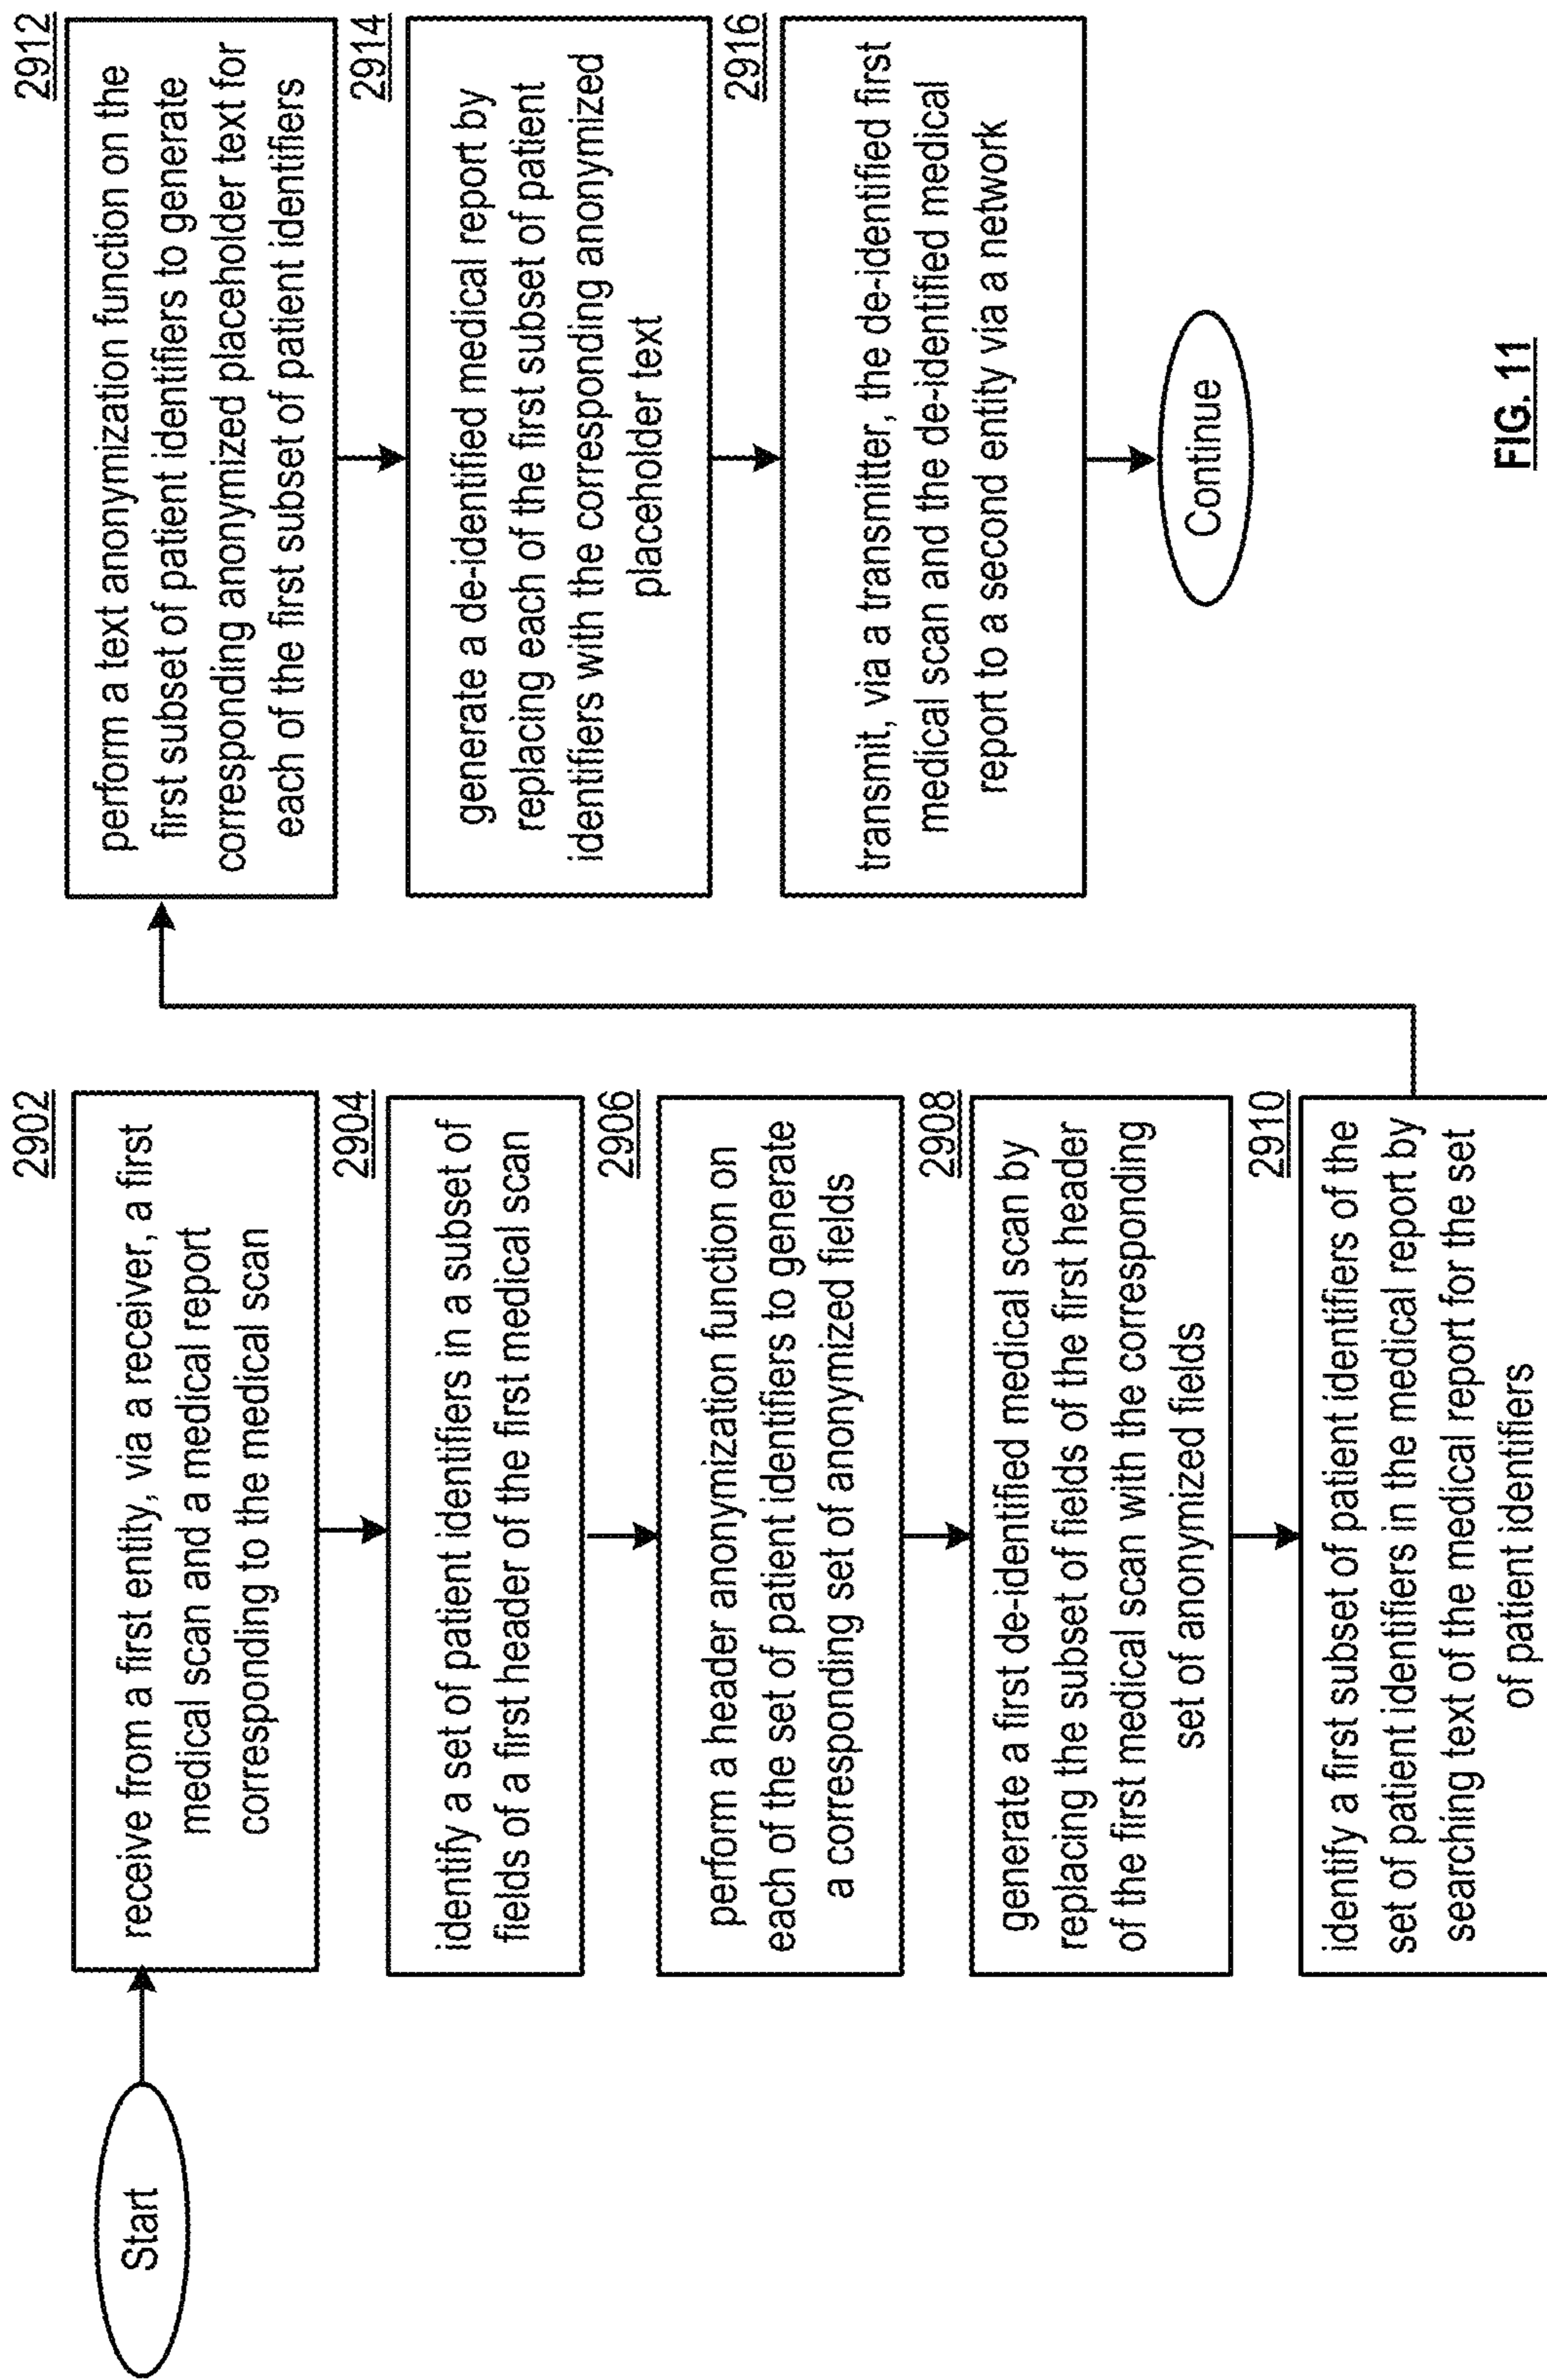 Start
2902
receive from a first entity, via a receiver, a first
medical scan and a medical report
corresponding to the medical scan
2904
identify a set of patient identifiers in a subset of
fields of a first header of the first medical scan
2906
perform a header anonymization function on
each of the set of patient identifiers to generate
a corresponding set of anonymized fields
2908
generate a first de-identified medical scan by
replacing the subset of fields of the first header
of the first medical scan with the corresponding
set of anonymized fields
2910
identify a first subset of patient identifiers of the
set of patient identifiers in the medical report by
searching text of the medical report for the set
of patient identifiers
2912
perform a text anonymization function on the
first subset of patient identifiers to generate
corresponding anonymized placeholder text for
each of the first subset of patient identifiers
2914
generate a de-identified medical report by
replacing each of the first subset of patient
identifiers with the corresponding anonymized
placeholder text
2916
transmit, via a transmitter, the de-identified first
medical scan and the de-identified medical
report to a second entity via a network
Continue
FIG. 11